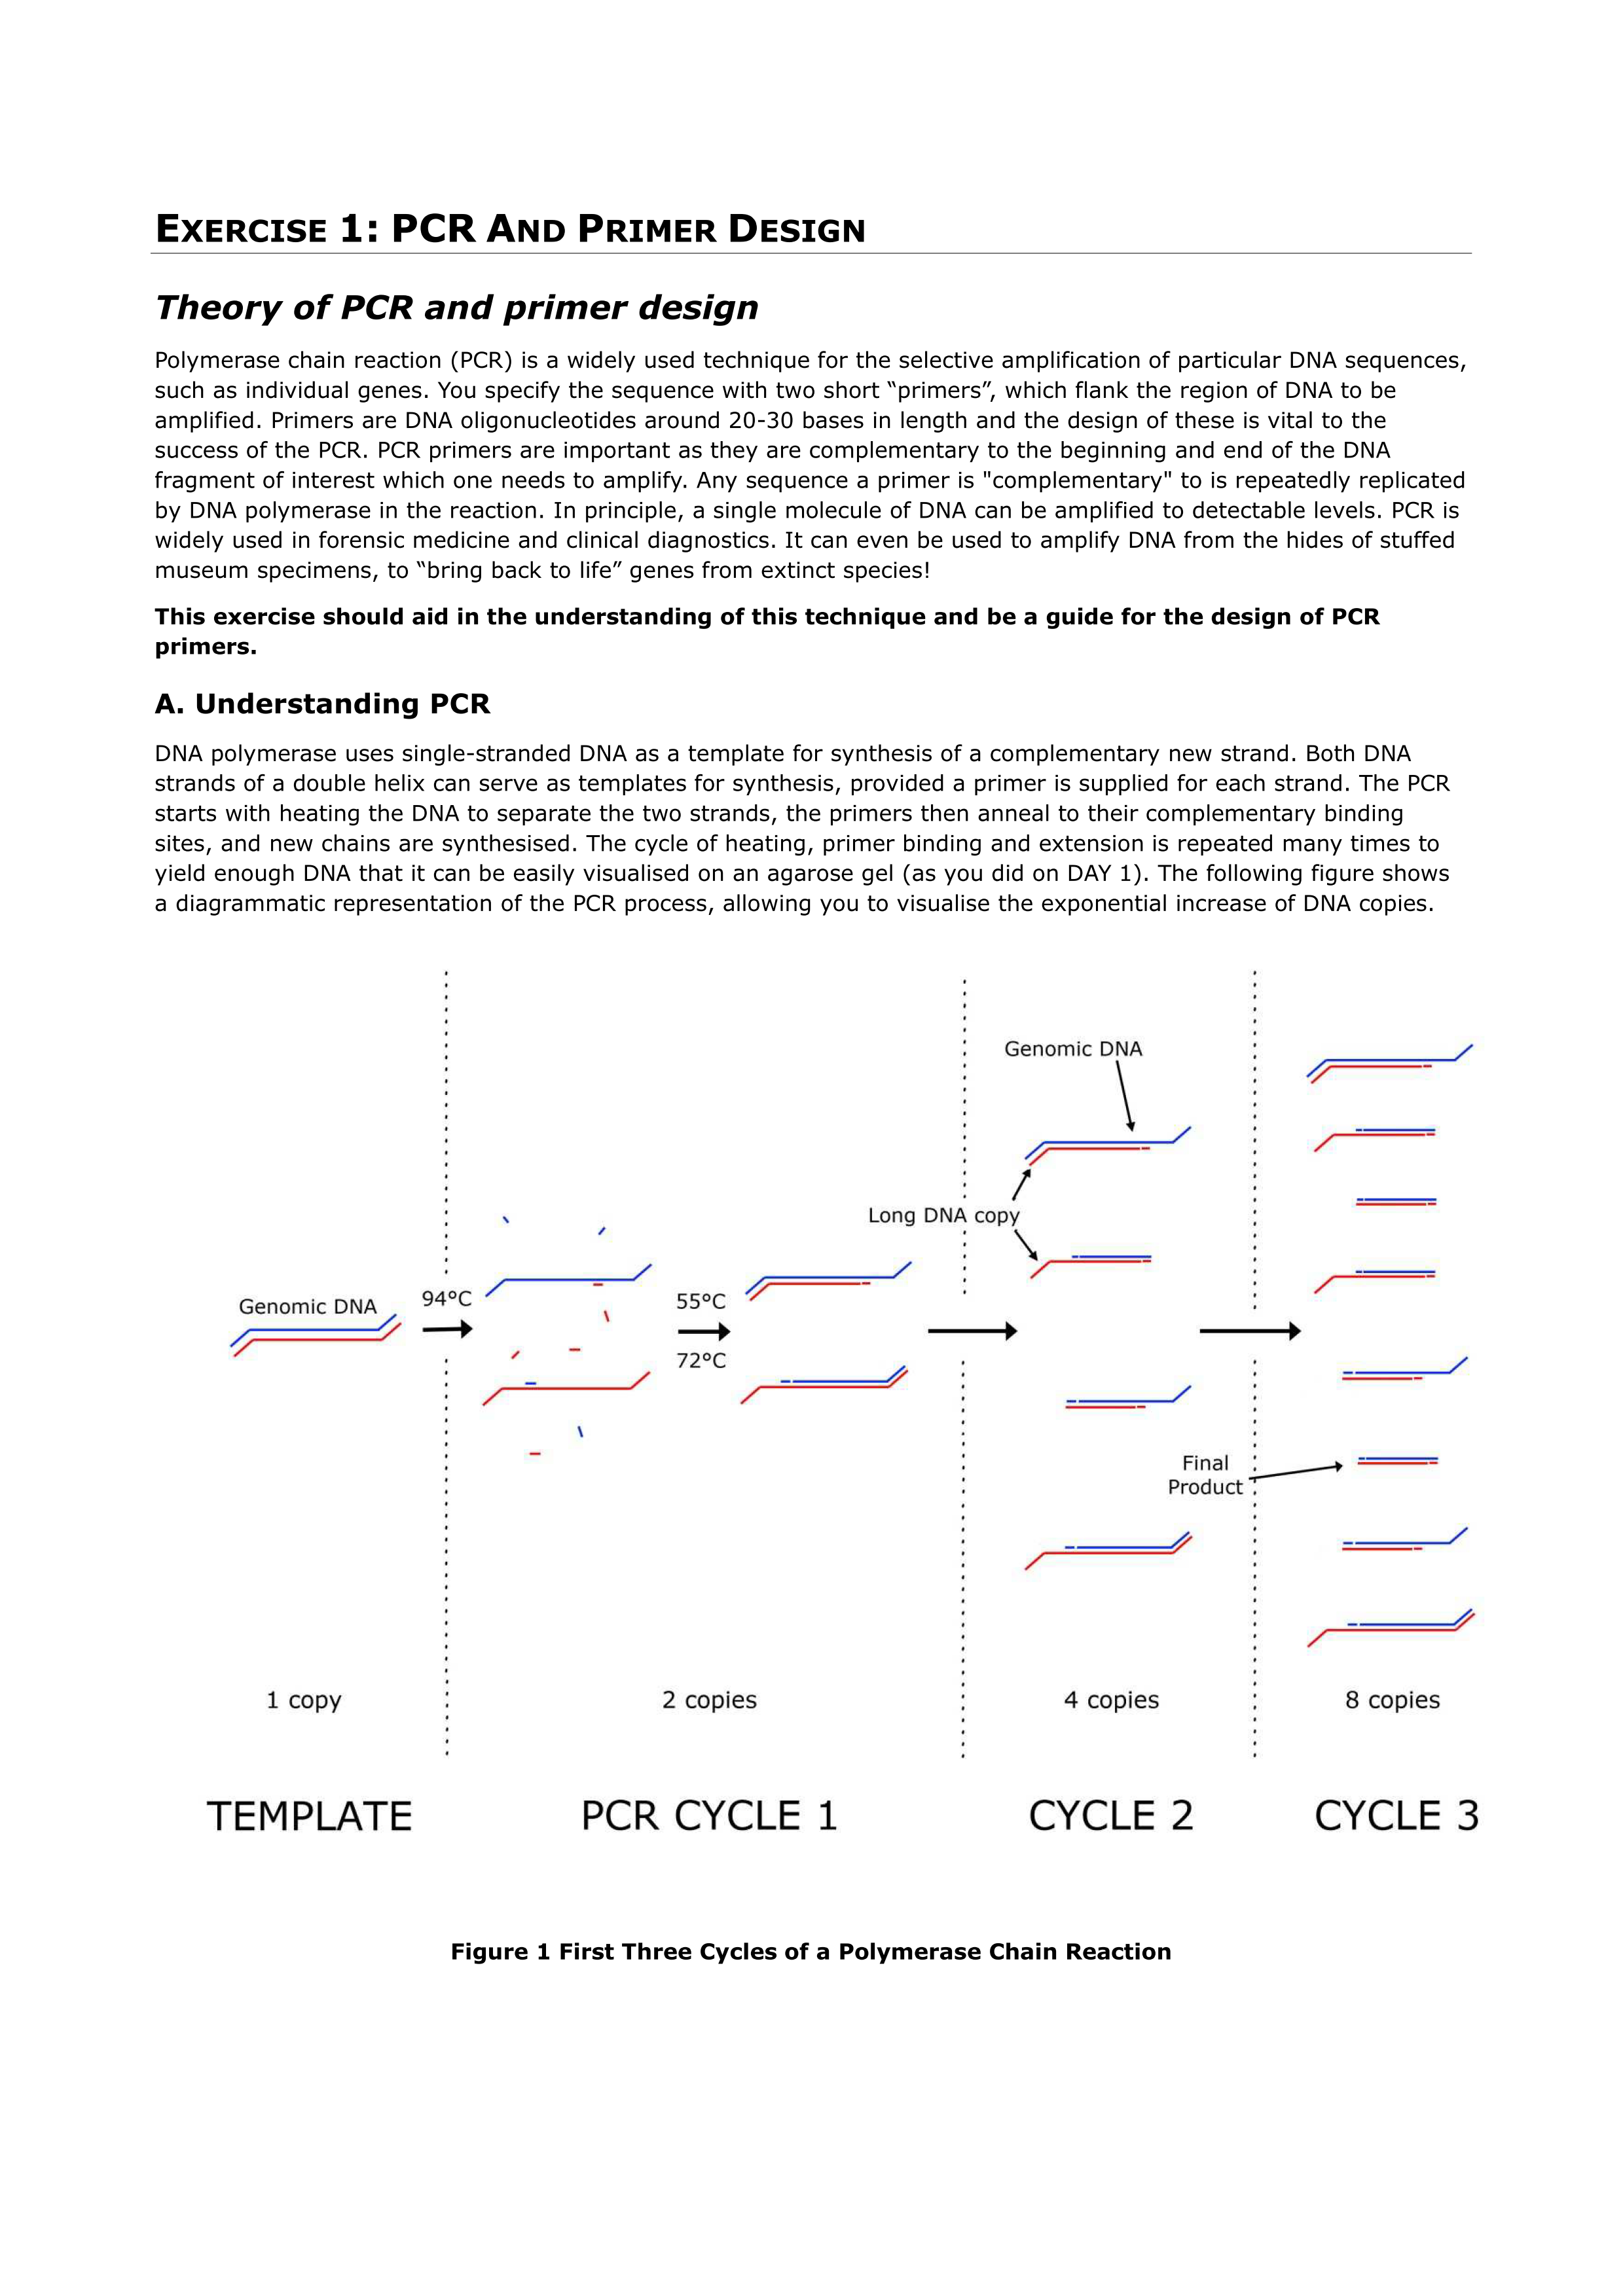 EXERCISE 1: PCR AND PRIMER DESIGN
Theory of PCR and primer design
Polymerase chain reaction (PCR) is a widely used technique for the selective amplification of particular DNA sequences,
such as individual genes. You specify the sequence with two short “primers”, which flank the region of DNA to be
amplified. Primers are DNA oligonucleotides around 20-30 bases in length and the design of these is vital to the
success of the PCR. PCR primers are important as they are complementary to the beginning and end of the DNA
fragment of interest which one needs to amplify. Any sequence a primer is "complementary" to is repeatedly replicated
by DNA polymerase in the reaction. In principle, a single molecule of DNA can be amplified to detectable levels. PCR is
widely used in forensic medicine and clinical diagnostics. It can even be used to amplify DNA from the hides of stuffed
museum specimens, to “bring back to life” genes from extinct species!
This exercise should aid in the understanding of this technique and be a guide for the design of PCR
primers.
A. Understanding PCR
DNA polymerase uses single-stranded DNA as a template for synthesis of a complementary new strand. Both DNA
strands of a double helix can serve as templates for synthesis, provided a primer is supplied for each strand. The PCR
starts with heating the DNA to separate the two strands, the primers then anneal to their complementary binding
sites, and new chains are synthesised. The cycle of heating, primer binding and extension is repeated many times to
yield enough DNA that it can be easily visualised on an agarose gel (as you did on DAY 1). The following figure shows
a diagrammatic representation of the PCR process, allowing you to visualise the exponential increase of DNA copies.
Genomic DNA
Long DNA copy
Genomic DNA
94°C
55°C
72°C
Final
Product
1 copy
2 copies
4 copies
8 copies
TEMPLATE
PCR CYCLE 1
CYCLE 2
CYCLE 3
Figure 1 First Three Cycles of a Polymerase Chain Reaction